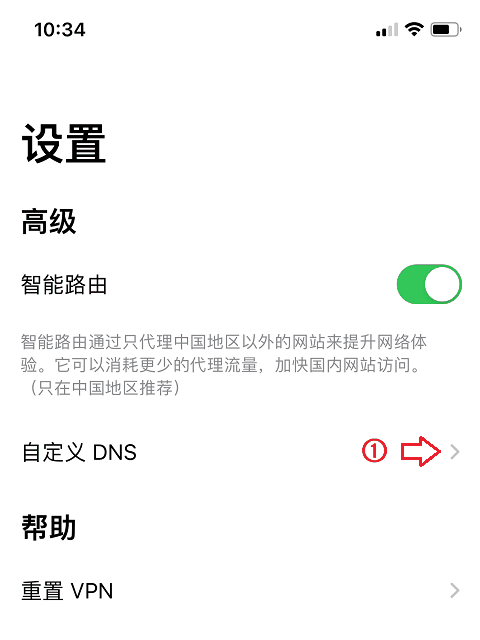 10:34
设置
高级
智能路由
智能路由通过只代理中国地区以外的网站来提升网络体
验。它可以消耗更少的代理流量，加快国内网站访问。
（只在中国地区推荐）
自定义 DNS ①
帮助
重置 VPN